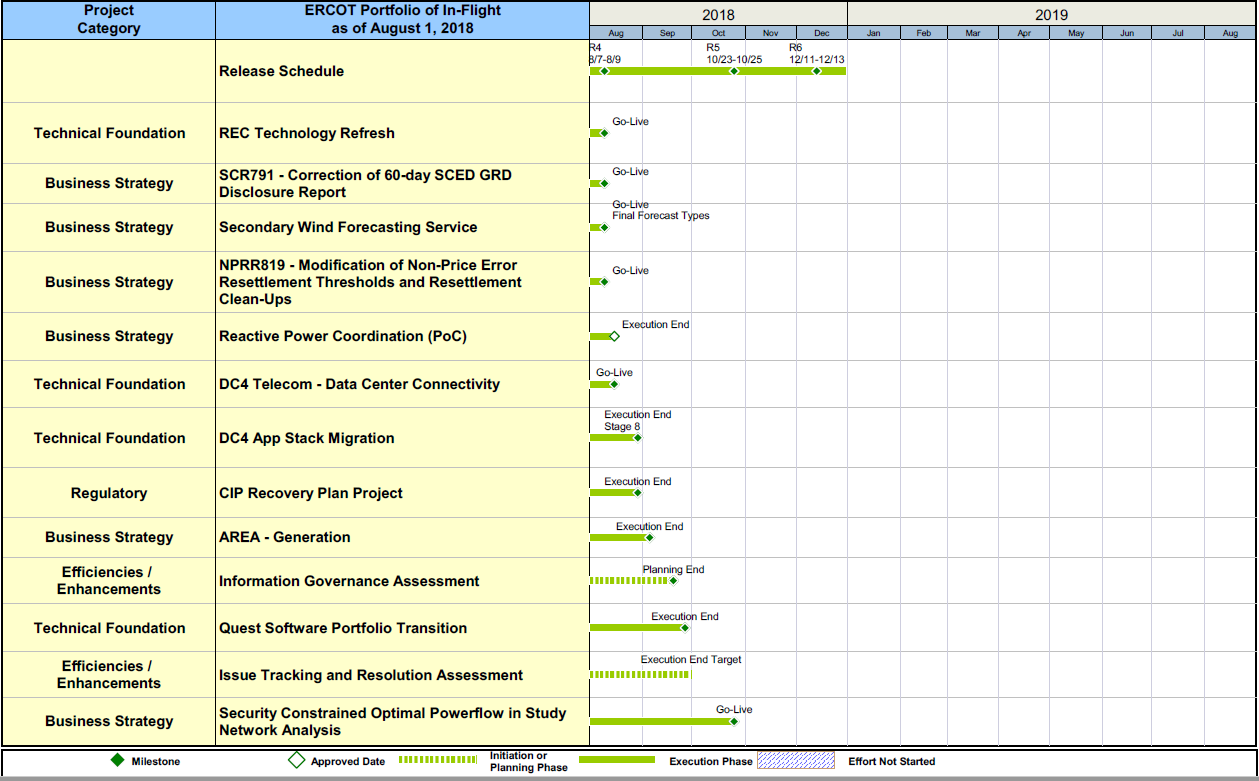 Project
Category
ERCOT Portfolio of In-Flight
as of August 1, 2018
2018
2019
Aug
Sep
Oct
Nov
Dec
Jan
Feb
Mar
Apr
May
Jun
Jul
Aug
Release Schedule
R4
8/7-8/9
R5
10/23-10/25
R6
12/11-12/13
Technical Foundation
REC Technology Refresh
Go-Live
Business Strategy
SCR791 - Correction of 60-day SCED GRD
Disclosure Report
Go-Live
Business Strategy
Secondary Wind Forecasting Service
Go-Live
Final Forecast Types
Business Strategy
NPRR819 - Modification of Non-Price Error
Resettlement Thresholds and Resettlement
Clean-Ups
Go-Live
Business Strategy
Reactive Power Coordination (PoC)
Execution End
Technical Foundation
DC4 Telecom - Data Center Connectivity
Go-Live
Technical Foundation
DC4 App Stack Migration
Execution End
Stage 8
Regulatory
CIP Recovery Plan Project
Execution End
Business Strategy
AREA - Generation
Execution End
Efficiencies /
Enhancements
Information Governance Assessment
Planning End
Technical Foundation
Quest Software Portfolio Transition
Execution End
Efficiencies /
Enhancements
Issue Tracking and Resolution Assessment
Execution End Target
Business Strategy
Security Constrained Optimal Powerflow in Study
Network Analysis
Go-Live
Milestone
Approved Date
Initiation or
Planning Phase
Execution Phase
Effort Not Started